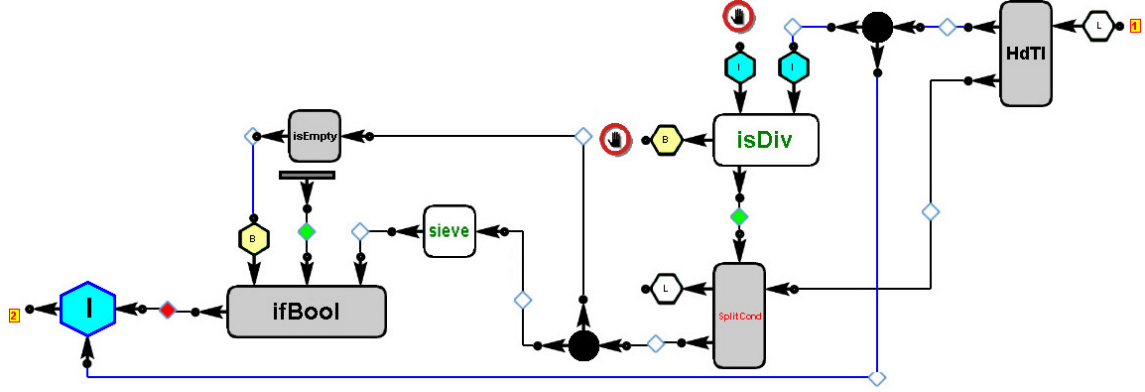 L
1
HdTl
I
I
isDiv
B
isEmpty
sieve
B
L
SplitCond
ifBool
I
2